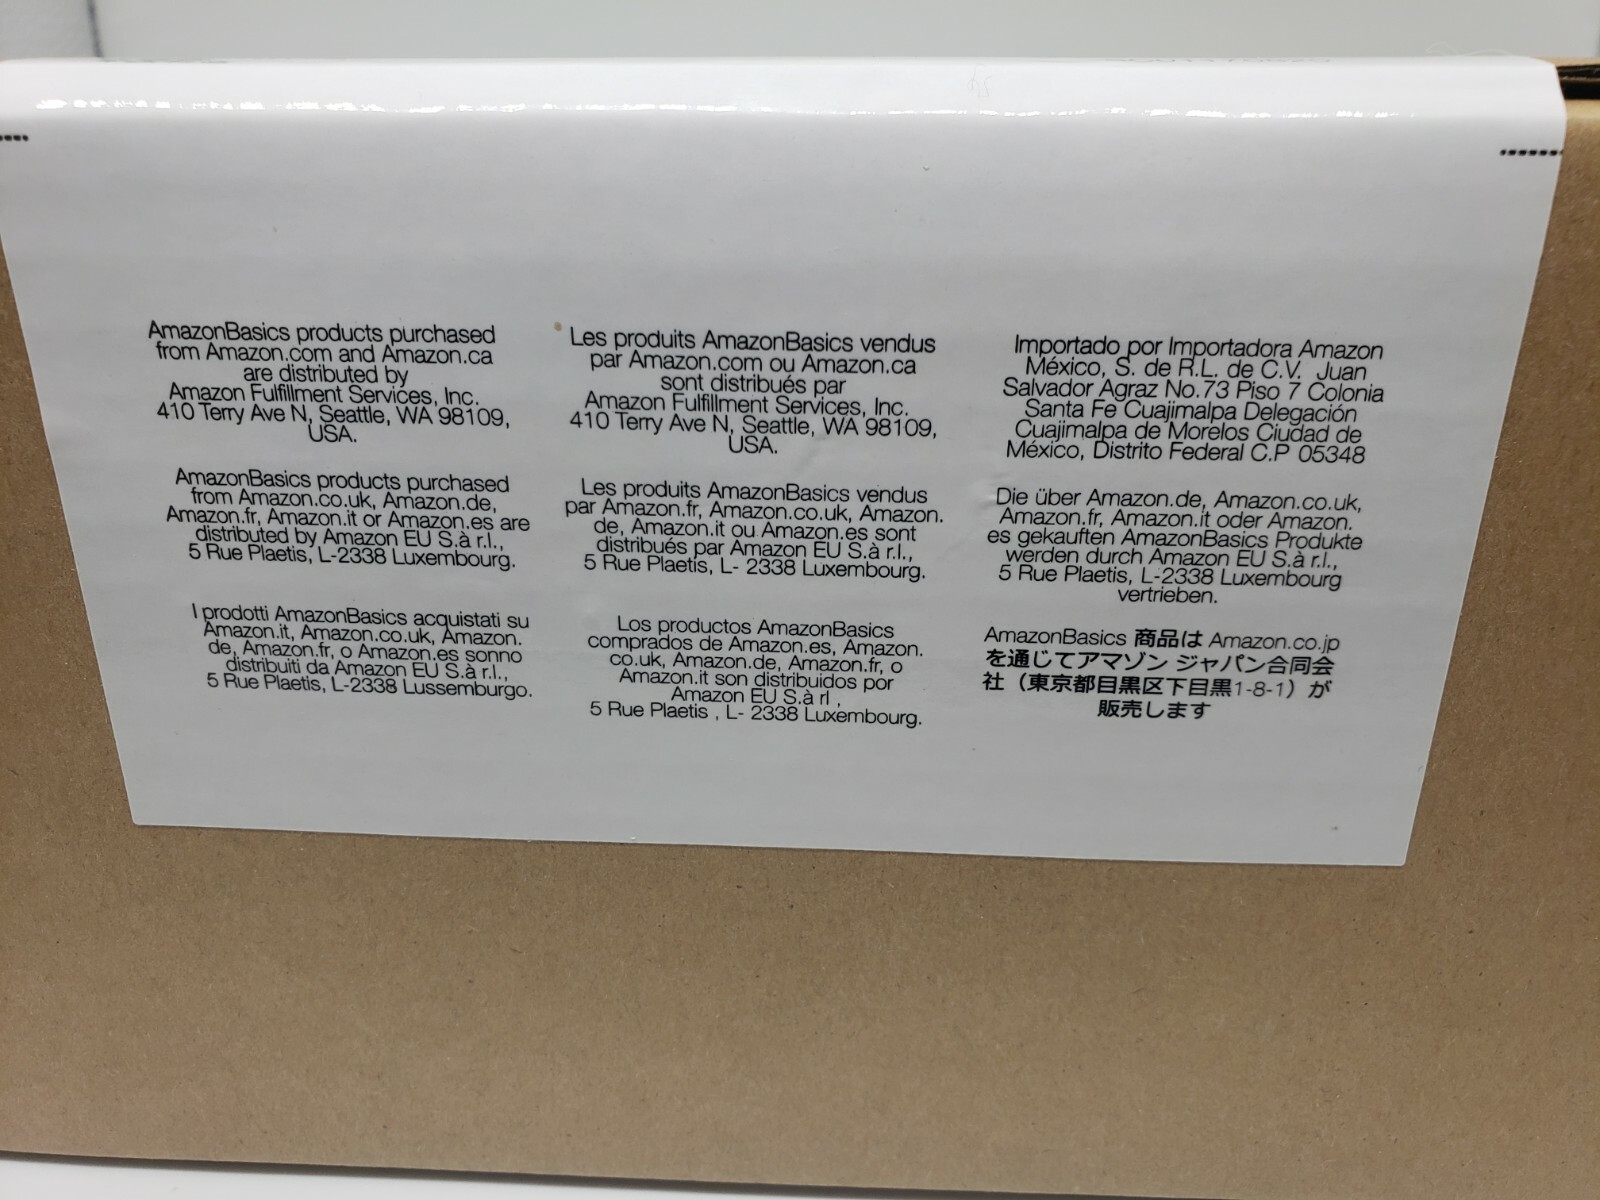 AmazonBasics products purchased
from Amazon.com and Amazon.ca
are distributed by
Amazon Fulfillment Services, Inc.
410 Terry Ave N, Seattle, WA 98109,
USA.
AmazonBasics products purchased
from Amazon.co.uk, Amazon.de,
Amazon.fr, Amazon.it or Amazon.es are
distributed by Amazon EU S.à r.l.,
5 Rue Plaetis, L-2338 Luxembourg.
I prodotti AmazonBasics acquistati su
Amazon.it, Amazon.co.uk, Amazon.
de, Amazon.fr, o Amazon.es sonno
distribuiti da Amazon EU S.à r.l.,
5 Rue Plaetis, L-2338 Lussemburgo.
Les produits AmazonBasics vendus
par Amazon.com ou Amazon.ca
sont distribués par
Amazon Fulfillment Services, Inc.
410 Terry Ave N, Seattle, WA 98109,
USA.
Les produits AmazonBasics vendus
par Amazon.fr, Amazon.co.uk, Amazon.
de, Amazon.it ou Amazon.es sont
distribués par Amazon EU S.à r.l.,
5 Rue Plaetis, L- 2338 Luxembourg.
Los productos AmazonBasics
comprados de Amazon.es, Amazon.
co.uk, Amazon.de, Amazon.fr, o
Amazon.it son distribuidos por
Amazon EU S.à rl ,
5 Rue Plaetis , L- 2338 Luxembourg.
Importado por Importadora Amazon
México, S. de R.L. de C.V. Juan
Salvador Agraz No.73 Piso 7 Colonia
Santa Fe Cuajimalpa Delegación
Cuajimalpa de Morelos Ciudad de
México, Distrito Federal C.P 05348
Die über Amazon.de, Amazon.co.uk,
Amazon.fr, Amazon.it oder Amazon.
es gekauften AmazonBasics Produkte
werden durch Amazon EU S.à r.l.,
5 Rue Plaetis, L-2338 Luxembourg
vertrieben.
AmazonBasics 商品は Amazon.co.jp
を通じてアマゾン ジャパン合同会
社（東京都目黒区下目黒1-8-1）が
販売します